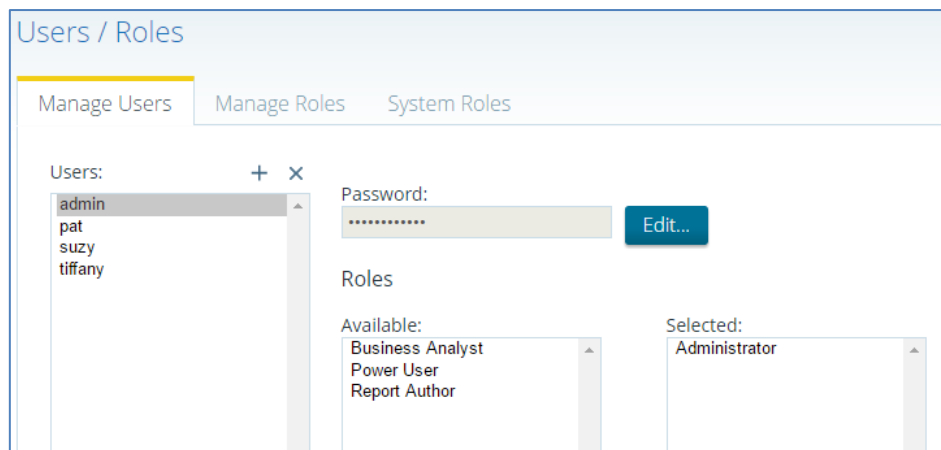 Users / Roles
Manage Users Manage Roles System Roles
Users: + ×
admin
pat
suzy
tiffany
Password:
••••••••••••
Edit...
Roles
Available:
Business Analyst
Power User
Report Author
Selected:
Administrator